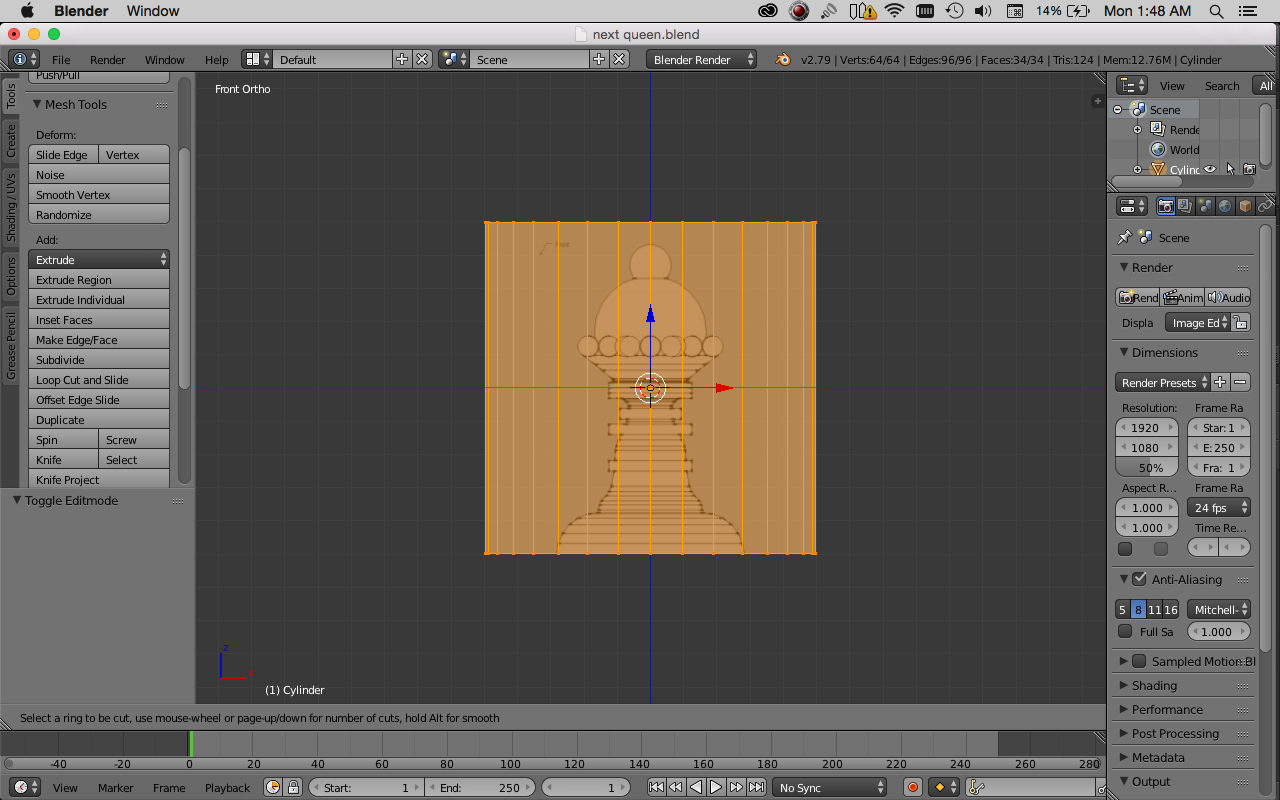 Blender Window
14% Mon 1:48 AM
next queen.blend
File Render Window Help Default Scene Blender Render v2.79 | Verts:64/64 | Edges:96/96 | Faces:34/34 | Tris:124 | Mem:12.76M | Cylinder
Tools
Create
Shading / UVs
Options
Grease Pencil
Push/Pull
Mesh Tools
Deform:
Slide Edge Vertex
Noise
Smooth Vertex
Randomize
Add:
Extrude
Extrude Region
Extrude Individual
Inset Faces
Make Edge/Face
Subdivide
Loop Cut and Slide
Offset Edge Slide
Duplicate
Spin Screw
Knife Select
Knife Project
Toggle Editmode
Front Ortho
z
x
(1) Cylinder
Select a ring to be cut, use mouse-wheel or page-up/down for number of cuts, hold Alt for smooth
-40 -20 0 20 40 60 80 100 120 140 160 180 200 220 240 260 280
View Marker Frame Playback Start: 1 End: 250 1 No Sync
View Search All
Scene
Rende
World
Cylinc
Scene
Render
Rend Anim Audio
Displa Image Ed
Dimensions
Render Presets
Resolution: Frame Ra
1920 Star: 1
1080 E: 250
50% Fra: 1
Aspect R... Frame Ra
1.000 24 fps
1.000 Time Re...
Anti-Aliasing
5 8 11 16 Mitchell-
Full Sa 1.000
Sampled Motion Bl
Shading
Performance
Post Processing
Metadata
Output